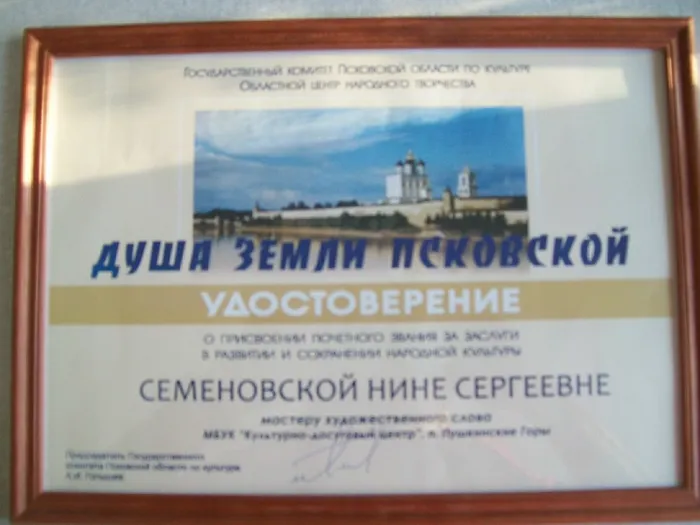 Государственный комитет Псковской области по культуре
Областной центр народного творчества
ДУША ЗЕМЛИ ПСКОВСКОЙ
УДОСТОВЕРЕНИЕ
О ПРИСВОЕНИИ ПОЧЕТНОГО ЗВАНИЯ ЗА ЗАСЛУГИ
В РАЗВИТИИ И СОХРАНЕНИИ НАРОДНОЙ КУЛЬТУРЫ
СЕМЕНОВСКОЙ НИНЕ СЕРГЕЕВНЕ
мастеру художественного слова
МБУК "Культурно-досуговый центр", п. Пушкинские Горы
Председатель Государственного
комитета Псковской области по культуре